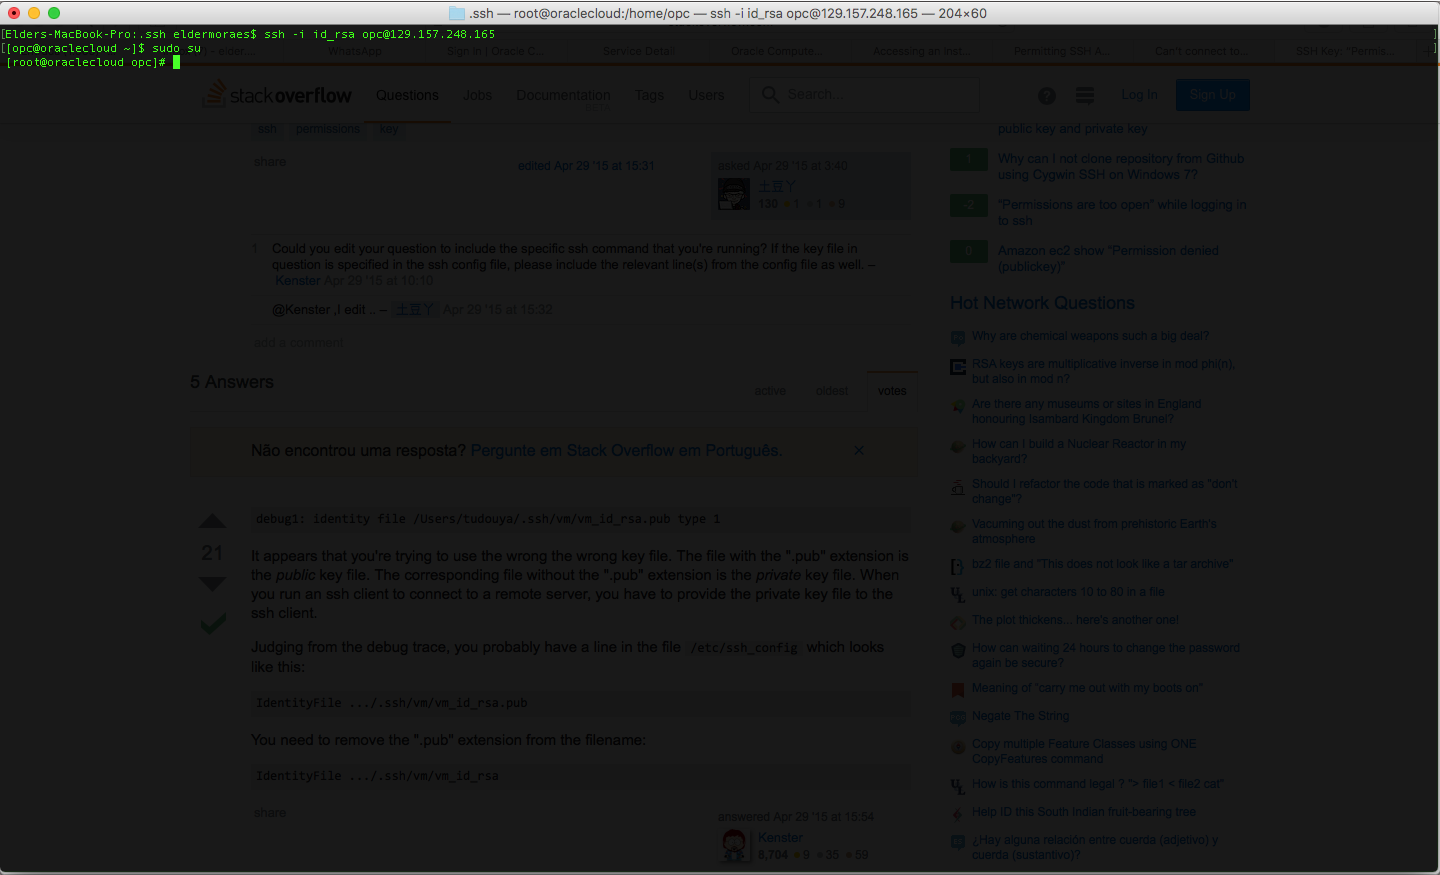 .ssh — root@oraclecloud:/home/opc — ssh -i id_rsa opc@129.157.248.165 — 204×60
[Elders-MacBook-Pro:.ssh eldermoraes$ ssh -i id_rsa opc@129.157.248.165 ]
[[opc@oraclecloud ~]$ sudo su ]
[root@oraclecloud opc]#
WhatsApp
Sign in | Oracle C...
Service Detail
Oracle Compute...
Accessing an Inst...
Permitting SSH A...
Can't connect to...
SSH Key: "Permis...
stackoverflow Questions Jobs Documentation BETA Tags Users Search... Log In Sign Up
ssh permissions key
share
edited Apr 29 '15 at 15:31
asked Apr 29 '15 at 3:40
土豆丫
130 1 1 9
1 Could you edit your question to include the specific ssh command that you're running? If the key file in
question is specified in the ssh config file, please include the relevant line(s) from the config file as well. –
Kenster Apr 29 '15 at 10:10
@Kenster ,I edit .. – 土豆丫 Apr 29 '15 at 15:32
add a comment
5 Answers
active oldest votes
Não encontrou uma resposta? Pergunte em Stack Overflow em Português. ×
debug1: identity file /Users/tudouya/.ssh/vm/vm_id_rsa.pub type 1
21
It appears that you're trying to use the wrong the wrong key file. The file with the ".pub" extension is
the public key file. The corresponding file without the ".pub" extension is the private key file. When
you run an ssh client to connect to a remote server, you have to provide the private key file to the
ssh client.
Judging from the debug trace, you probably have a line in the file /etc/ssh_config which looks
like this:
IdentityFile .../.ssh/vm/vm_id_rsa.pub
You need to remove the ".pub" extension from the filename:
IdentityFile .../.ssh/vm/vm_id_rsa
share
answered Apr 29 '15 at 15:54
Kenster
8,704 9 35 59
public key and private key
1 Why can I not clone repository from Github
using Cygwin SSH on Windows 7?
-2 "Permissions are too open" while logging in
to ssh
0 Amazon ec2 show "Permission denied
(publickey)"
Hot Network Questions
Why are chemical weapons such a big deal?
RSA keys are multiplicative inverse in mod phi(n),
but also in mod n?
Are there any museums or sites in England
honouring Isambard Kingdom Brunel?
How can I build a Nuclear Reactor in my
backyard?
Should I refactor the code that is marked as "don't
change"?
Vacuming out the dust from prehistoric Earth's
atmosphere
bz2 file and "This does not look like a tar archive"
unix: get characters 10 to 80 in a file
The plot thickens... here's another one!
How can waiting 24 hours to change the password
again be secure?
Meaning of "carry me out with my boots on"
Negate The String
Copy multiple Feature Classes using ONE
CopyFeatures command
How is this command legal ? "> file1 < file2 cat"
Help ID this South Indian fruit-bearing tree
¿Hay alguna relación entre cuerda (adjetivo) y
cuerda (sustantivo)?